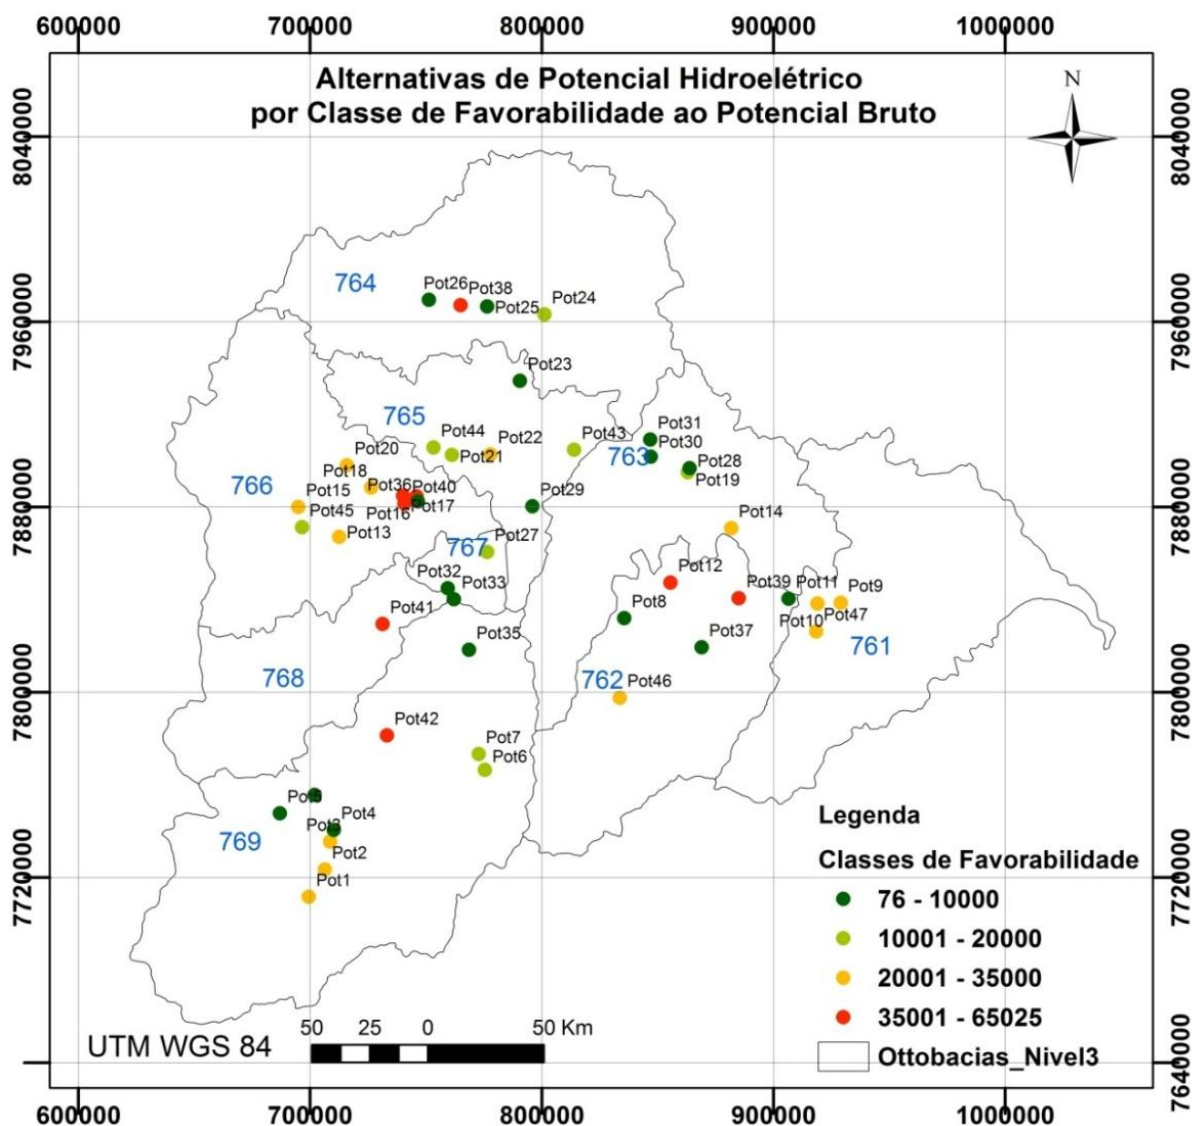 600000 700000 800000 900000 1000000
Alternativas de Potencial Hidroelétrico
por Classe de Favorabilidade ao Potencial Bruto
N
8040000
8040000
764
Pot26
Pot38
Pot25
Pot24
7960000
7960000
Pot23
765
Pot44
Pot21
Pot22
Pot43
763
Pot31
Pot30
Pot28
Pot19
Pot20
Pot18
766
Pot15
Pot45
Pot36
Pot40
Pot16
Pot17
Pot13
Pot29
7880000
7880000
767
Pot27
Pot14
Pot32
Pot33
Pot12
Pot39
Pot11
Pot9
Pot8
Pot10
Pot47
761
Pot41
Pot35
Pot37
768
762
Pot46
7800000
7800000
Pot42
Pot7
Pot6
Pot5
Pot4
Pot3
769
Pot2
Pot1
7720000
7720000
Legenda
Classes de Favorabilidade
76 - 10000
10001 - 20000
20001 - 35000
35001 - 65025
Ottobacias_Nivel3
50 25 0 50 Km
UTM WGS 84
7640000
7640000
600000 700000 800000 900000 1000000